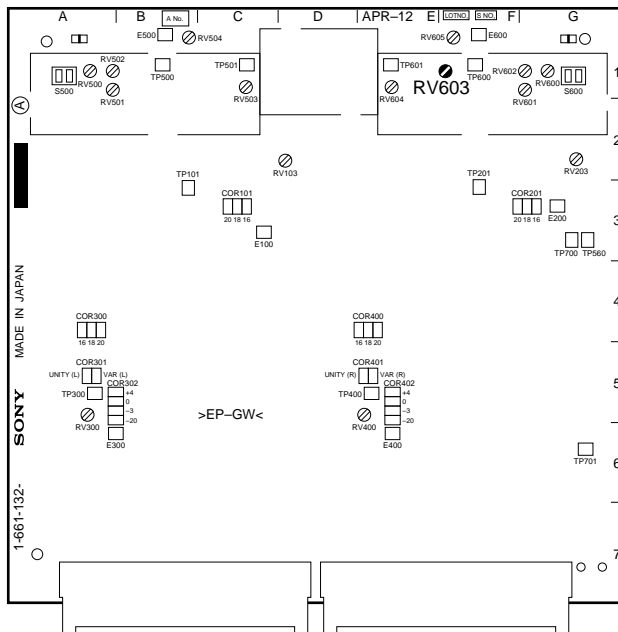 A B A No. C D APR–12 E LOTNO. S NO. F G
E500 RV504 RV605 E600
RV502 TP500 TP501 TP601 TP600 RV602
S500 RV500 RV501 RV503 RV604 RV603 RV601 RV600 S600
1
A
2
TP101 RV103 TP201 RV203
COR101 COR201
20 18 16 20 18 16
E100 E200
3
TP700 TP560
4
COR300 COR400
16 18 20 16 18 20
MADE IN JAPAN
COR301 COR401
UNITY (L) VAR (L) UNITY (R) VAR (R)
COR302 COR402
5
TP300 +4 TP400 +4
0 0
–3 –3
RV300 –20 RV400 –20
>EP–GW<
E300 E400
SONY
6
TP701
1-661-132-
7